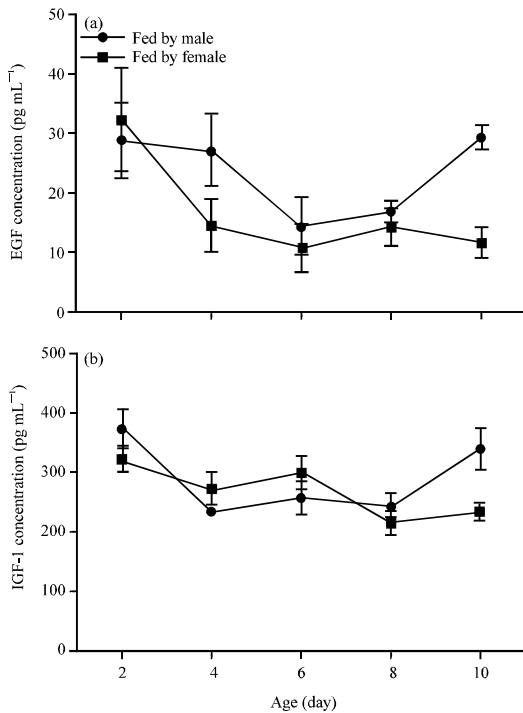 (a)
Fed by male
Fed by female
EGF concentration (pg mL⁻¹)
50
40
30
20
10
0
(b)
IGF-1 concentration (pg mL⁻¹)
500
400
300
200
100
0
2 4 6 8 10
Age (day)